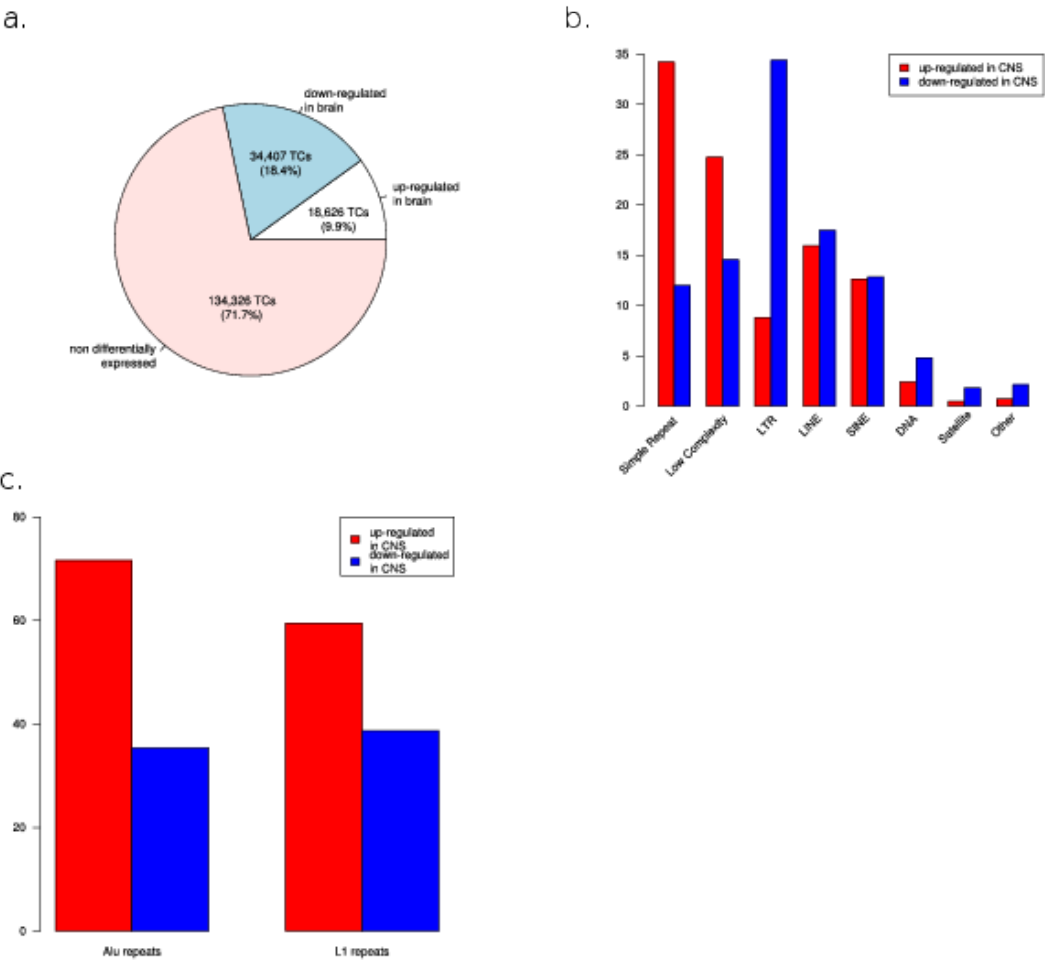 a.
down-regulated
in brain
34,407 TCs
(18.4%)
up-regulated
in brain
18,626 TCs
(9.9%)
134,326 TCs
(71.7%)
non differentially
expressed
b.
35
30
25
20
15
10
5
0
up-regulated in CNS
down-regulated in CNS
Simple Repeat
Low Complexity
LTR
LINE
SINE
DNA
Satellite
Other
c.
80
60
40
20
0
up-regulated
in CNS
down-regulated
in CNS
Alu repeats
L1 repeats